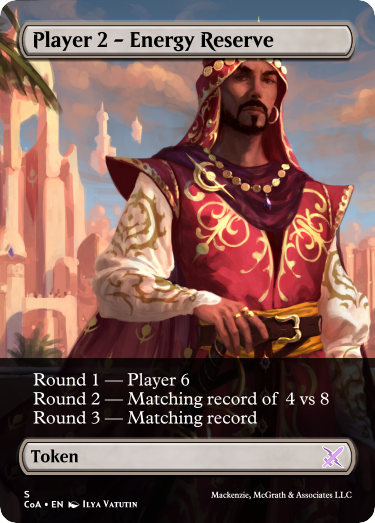 Player 2 – Energy Reserve
Round 1 — Player 6
Round 2 — Matching record of 4 vs 8
Round 3 — Matching record
Token
S
CoA • EN Ilya Vatutin
Mackenzie, McGrath & Associates LLC